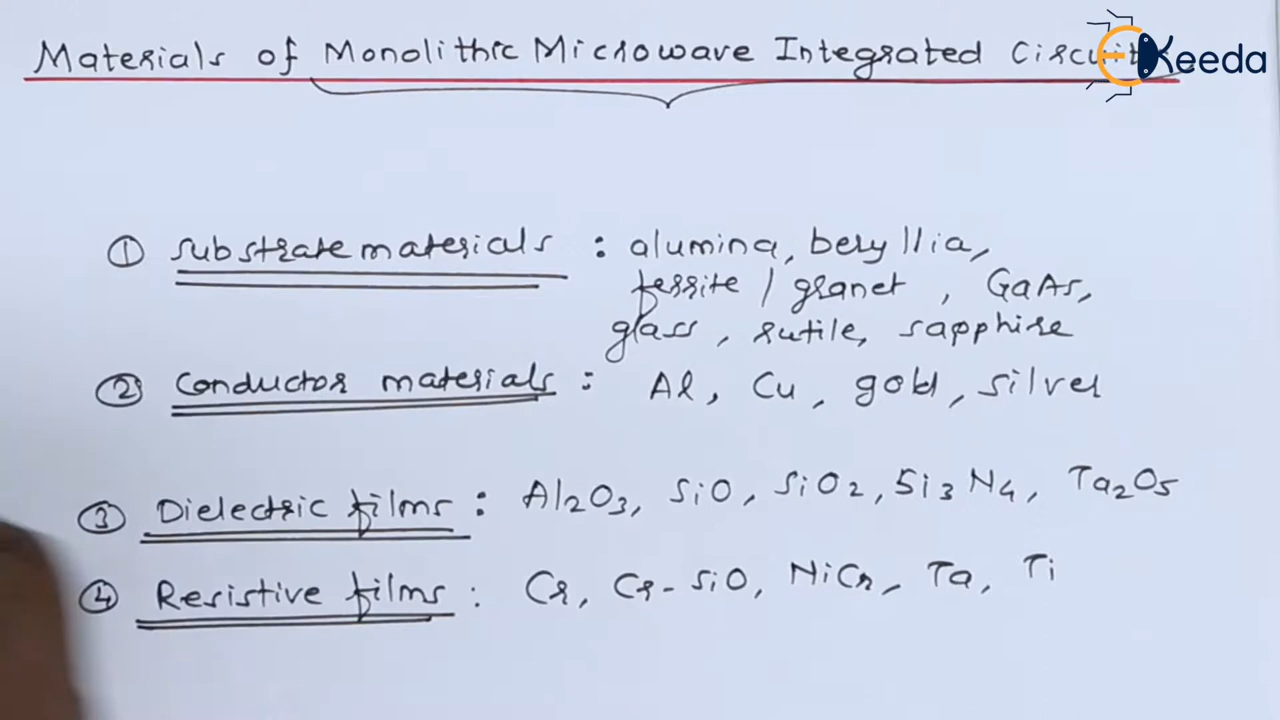 Materials of Monolithic Microwave Integrated Circuits
EKeeda
① substrate materials : alumina, beryllia,
ferrite / granet , GaAs,
glass , rutile, sapphire
② Conductor materials : Al, Cu, gold, silver
③ Dielectric films : Al2O3, SiO, SiO2, Si3N4, Ta2O5
④ Resistive films : Cr, Cr-SiO, NiCr, Ta, Ti